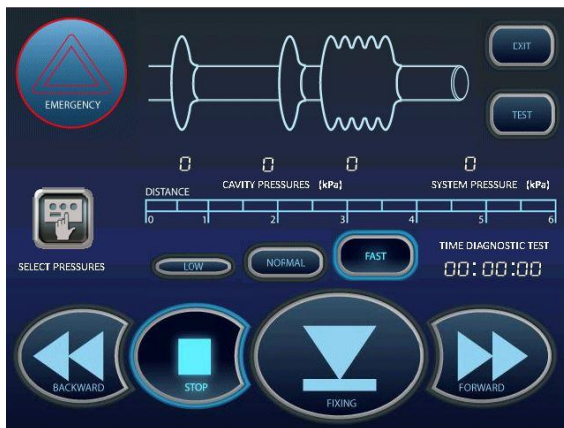 EXIT
EMERGENCY
TEST
0 0 0 0
CAVITY PRESSURES (kPa) SYSTEM PRESSURE (kPa)
DISTANCE
0 1 2 3 4 5 6
TIME DIAGNOSTIC TEST
LOW NORMAL FAST
SELECT PRESSURES
00:00:00
BACKWARD STOP FORWARD
FIXING